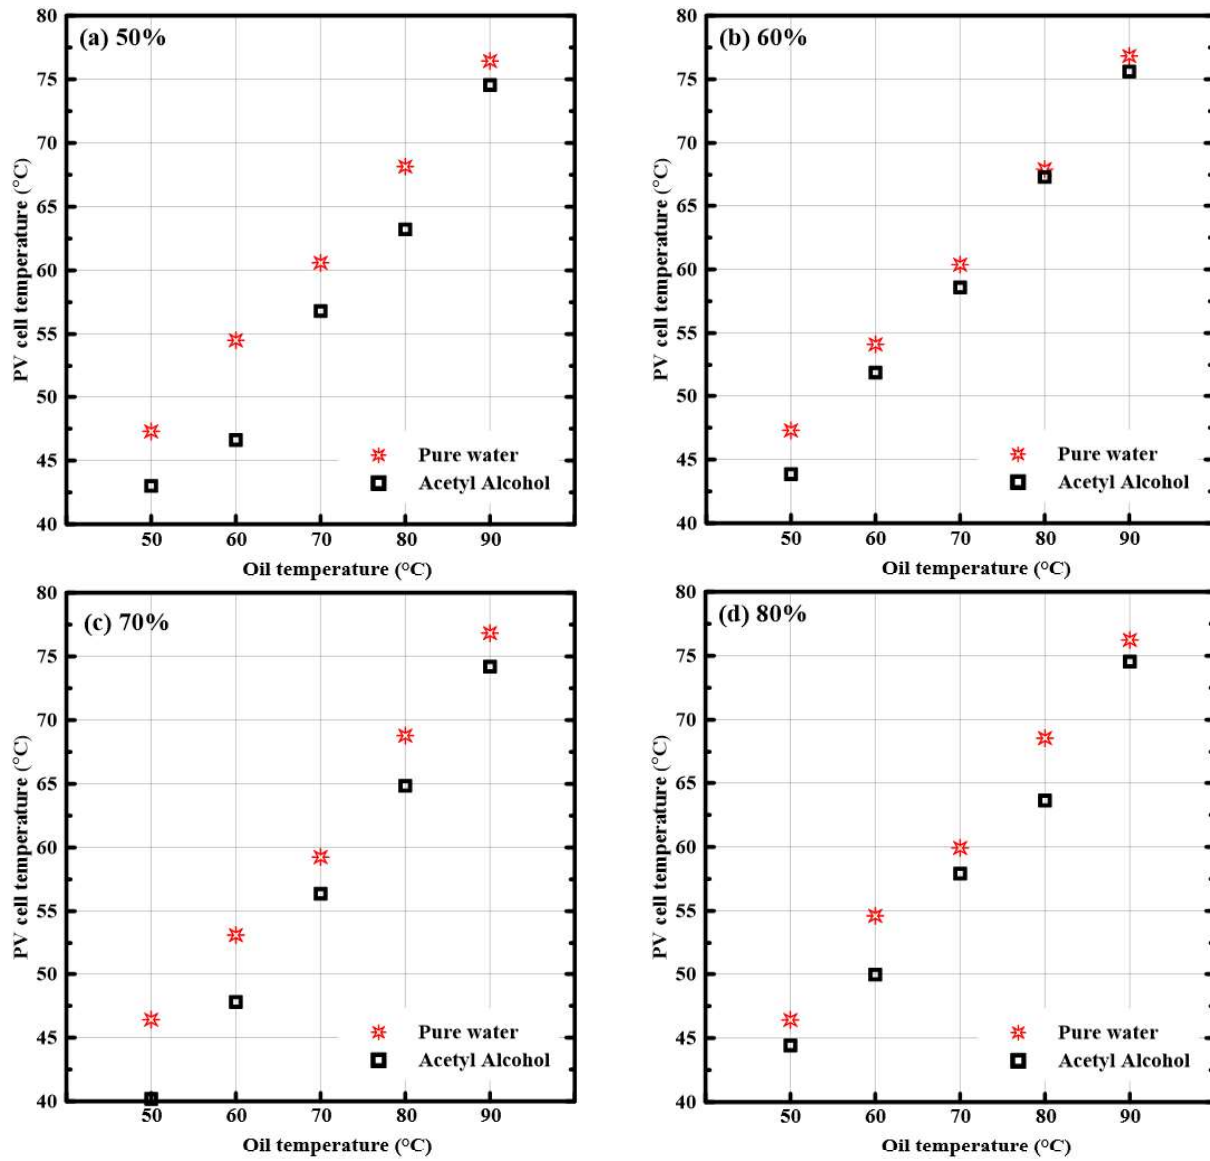 (a) 50%
80
75
70
65
60
55
50
45
40
PV cell temperature (°C)
Pure water
Acetyl Alcohol
50 60 70 80 90
Oil temperature (°C)
(b) 60%
80
75
70
65
60
55
50
45
40
PV cell temperature (°C)
Pure water
Acetyl Alcohol
50 60 70 80 90
Oil temperature (°C)
(c) 70%
80
75
70
65
60
55
50
45
40
PV cell temperature (°C)
Pure water
Acetyl Alcohol
50 60 70 80 90
Oil temperature (°C)
(d) 80%
80
75
70
65
60
55
50
45
40
PV cell temperature (°C)
Pure water
Acetyl Alcohol
50 60 70 80 90
Oil temperature (°C)